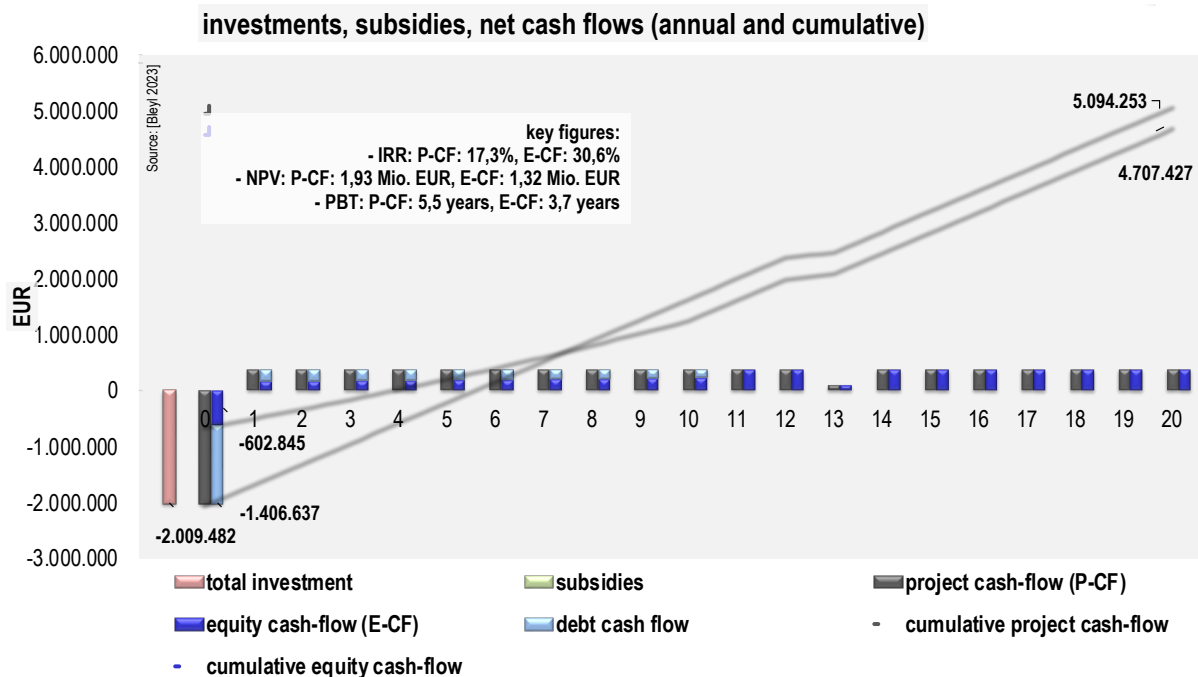 investments, subsidies, net cash flows (annual and cumulative)
6.000.000
5.000.000
4.000.000
3.000.000
2.000.000
1.000.000
0
-1.000.000
-2.000.000
-3.000.000
EUR
Source: [Bleyl 2023]
key figures:
- IRR: P-CF: 17,3%, E-CF: 30,6%
- NPV: P-CF: 1,93 Mio. EUR, E-CF: 1,32 Mio. EUR
- PBT: P-CF: 5,5 years, E-CF: 3,7 years
5.094.253
4.707.427
0 1 2 3 4 5 6 7 8 9 10 11 12 13 14 15 16 17 18 19 20
-602.845
-1.406.637
-2.009.482
total investment
subsidies
project cash-flow (P-CF)
equity cash-flow (E-CF)
debt cash flow
cumulative project cash-flow
cumulative equity cash-flow